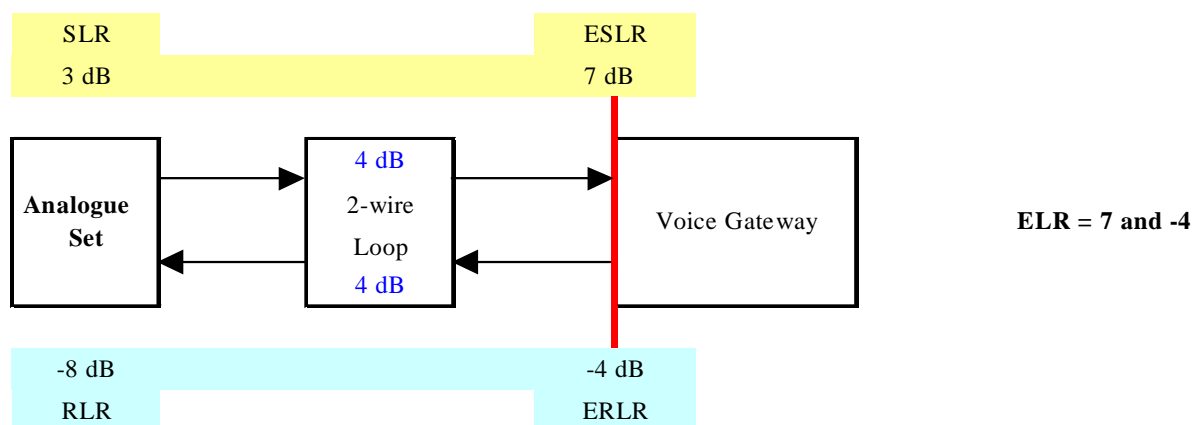 SLR
ESLR
3 dB
7 dB
Analogue
Set
4 dB
2-wire
Loop
4 dB
Voice Gateway
ELR = 7 and -4
-8 dB
-4 dB
RLR
ERLR